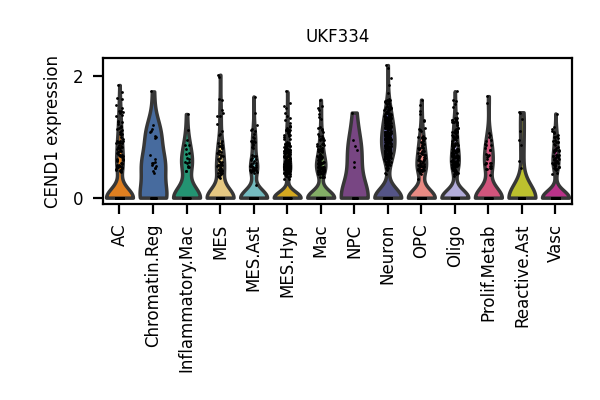 UKF334
CEND1 expression
2
0
AC
Chromatin.Reg
Inflammatory.Mac
MES
MES.Ast
MES.Hyp
Mac
NPC
Neuron
OPC
Oligo
Prolif.Metab
Reactive.Ast
Vasc